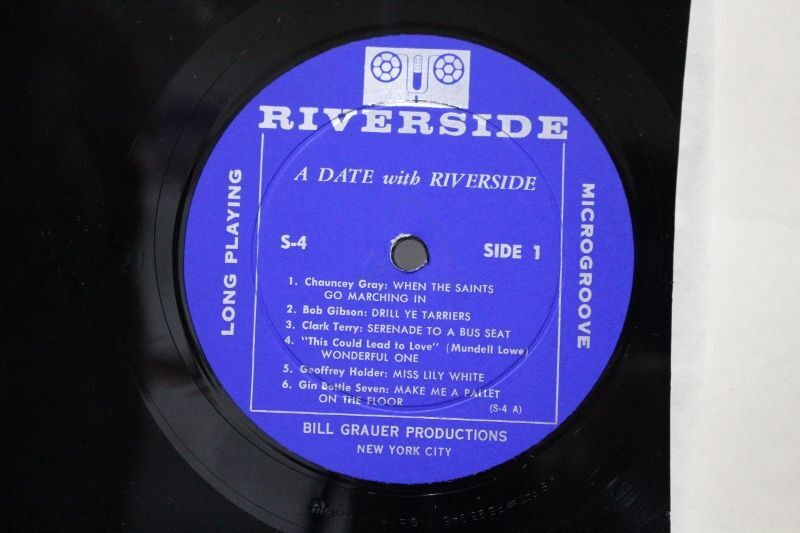 RIVERSIDE
A DATE with RIVERSIDE
LONG PLAYING
MICROGROOVE
S-4 SIDE 1
1. Chauncey Gray: WHEN THE SAINTS
GO MARCHING IN
2. Bob Gibson: DRILL YE TARRIERS
3. Clark Terry: SERENADE TO A BUS SEAT
4. "This Could Lead to Love" (Mundell Lowe)
WONDERFUL ONE
5. Geoffrey Holder: MISS LILY WHITE
6. Gin Bottle Seven: MAKE ME A PALLET
ON THE FLOOR
(S-4 A)
BILL GRAUER PRODUCTIONS
NEW YORK CITY